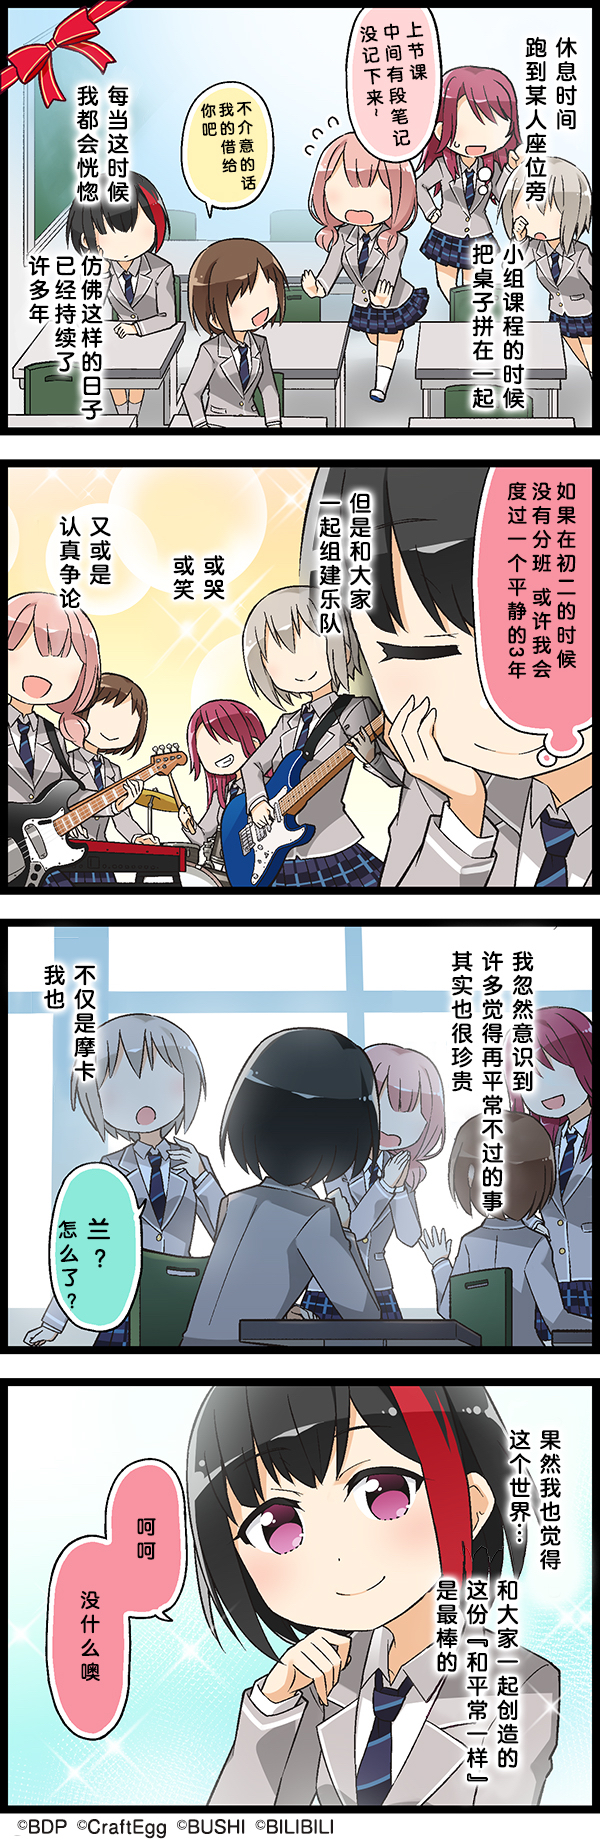 休息时间
跑到某人座位旁
小组课程的时候
把桌子拼在一起
上节课
中间有段笔记
没记下来~
不介意的话
我的借给
你吧
每当这时候
我都会恍惚
仿佛这样的日子
已经持续了
许多年
如果在初二的时候
没有分班 或许我会
度过一个平静的3年
但是和大家
一起组建乐队
或哭
或笑
又或是
认真争论
我忽然意识到
许多觉得再平常不过的事
其实也很珍贵
不仅是摩卡
我也
兰？
怎么了？
果然我也觉得
这个世界…
和大家一起创造的
这份『和平常一样』
是最棒的
呵呵
没什么噢
©BDP ©CraftEgg ©BUSHI ©BILIBILI